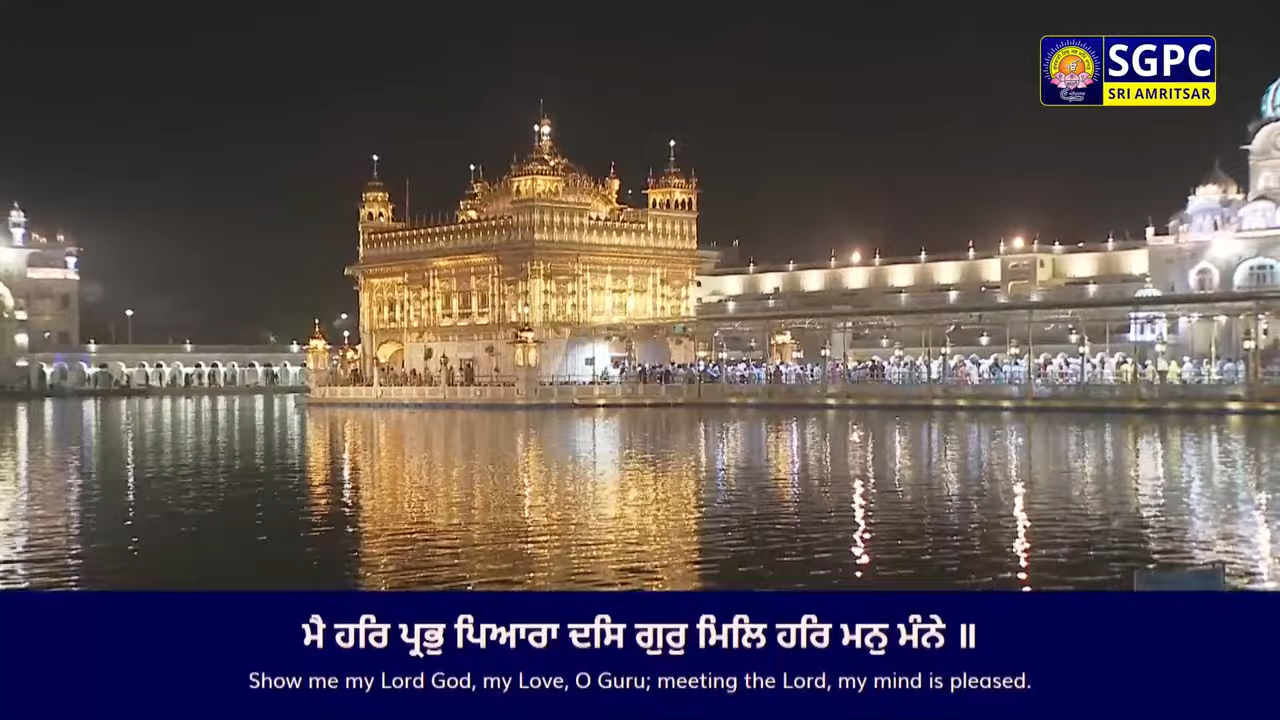 SGPC
SRI AMRITSAR
ਮੈ ਹਰਿ ਪ੍ਰਭੁ ਪਿਆਰਾ ਦਸਿ ਗੁਰੁ ਮਿਲਿ ਹਰਿ ਮਨੁ ਮੰਨੇ ॥
Show me my Lord God, my Love, O Guru; meeting the Lord, my mind is pleased.